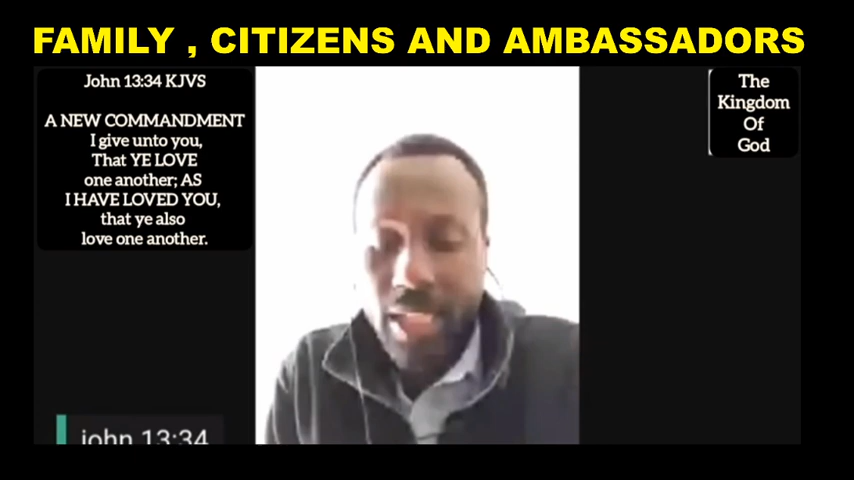 FAMILY , CITIZENS AND AMBASSADORS
John 13:34 KJVS
A NEW COMMANDMENT
I give unto you,
That YE LOVE
one another; AS
I HAVE LOVED YOU,
that ye also
love one another.
The
Kingdom
Of
God
john 13:34